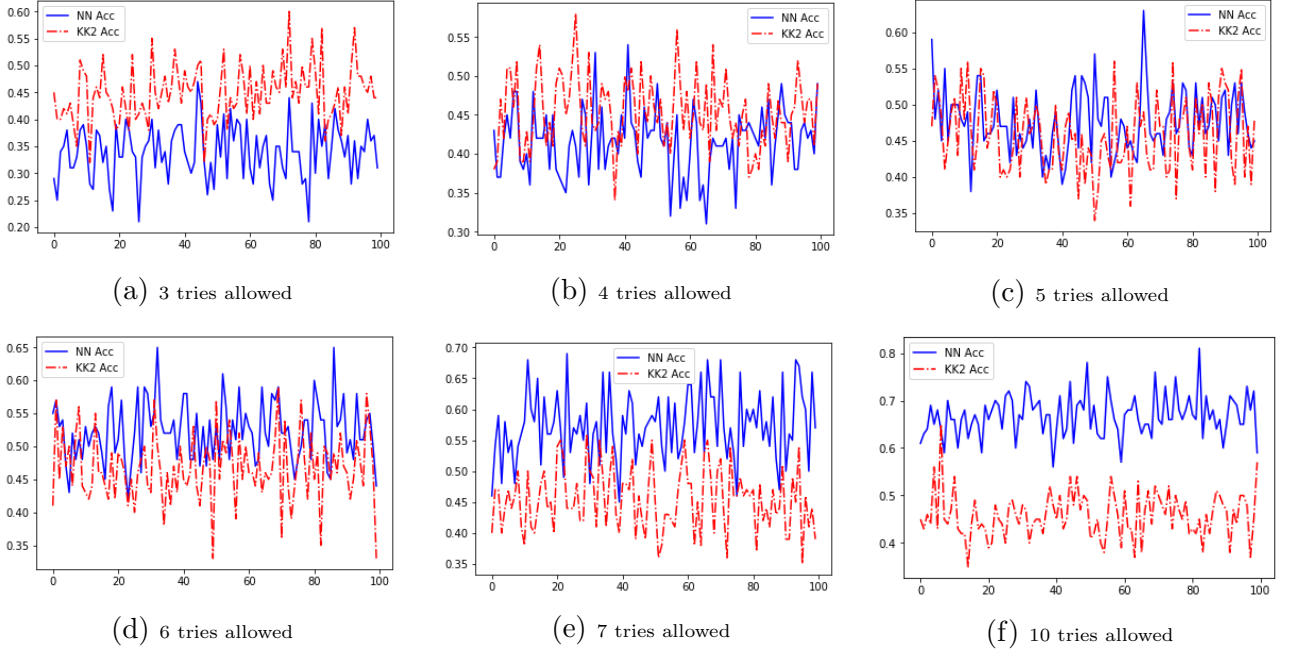 NN Acc
KK2 Acc
0.60
0.55
0.50
0.45
0.40
0.35
0.30
0.25
0.20
0 20 40 60 80 100
(a) 3 tries allowed
NN Acc
KK2 Acc
0.55
0.50
0.45
0.40
0.35
0.30
0 20 40 60 80 100
(b) 4 tries allowed
NN Acc
KK2 Acc
0.60
0.55
0.50
0.45
0.40
0.35
0 20 40 60 80 100
(c) 5 tries allowed
NN Acc
KK2 Acc
0.65
0.60
0.55
0.50
0.45
0.40
0.35
0 20 40 60 80 100
(d) 6 tries allowed
NN Acc
KK2 Acc
0.70
0.65
0.60
0.55
0.50
0.45
0.40
0.35
0 20 40 60 80 100
(e) 7 tries allowed
NN Acc
KK2 Acc
0.8
0.7
0.6
0.5
0.4
0 20 40 60 80 100
(f) 10 tries allowed